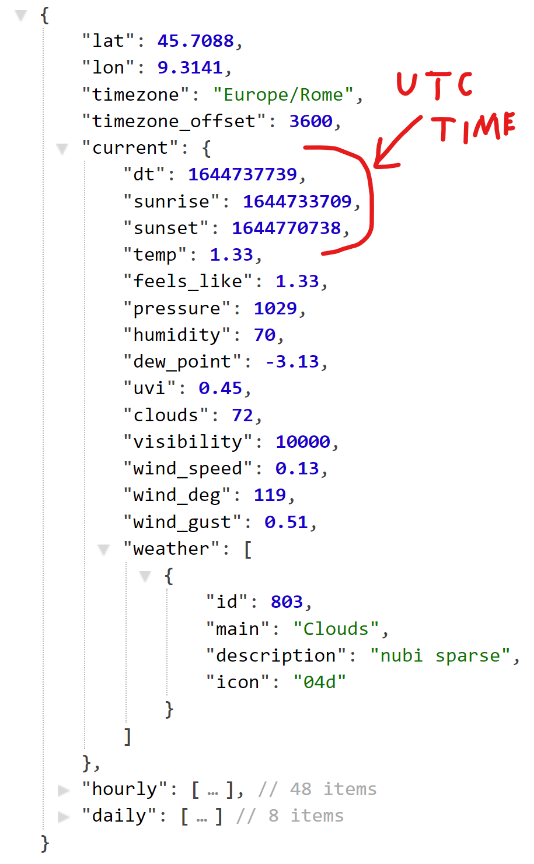 {
"lat": 45.7088,
"lon": 9.3141,
"timezone": "Europe/Rome",
"timezone_offset": 3600,
"current": {
"dt": 1644737739,
"sunrise": 1644733709,
"sunset": 1644770738,
"temp": 1.33,
"feels_like": 1.33,
"pressure": 1029,
"humidity": 70,
"dew_point": -3.13,
"uvi": 0.45,
"clouds": 72,
"visibility": 10000,
"wind_speed": 0.13,
"wind_deg": 119,
"wind_gust": 0.51,
"weather": [
{
"id": 803,
"main": "Clouds",
"description": "nubi sparse",
"icon": "04d"
}
]
},
"hourly": [ … ], // 48 items
"daily": [ … ] // 8 items
}
UTC
TIME